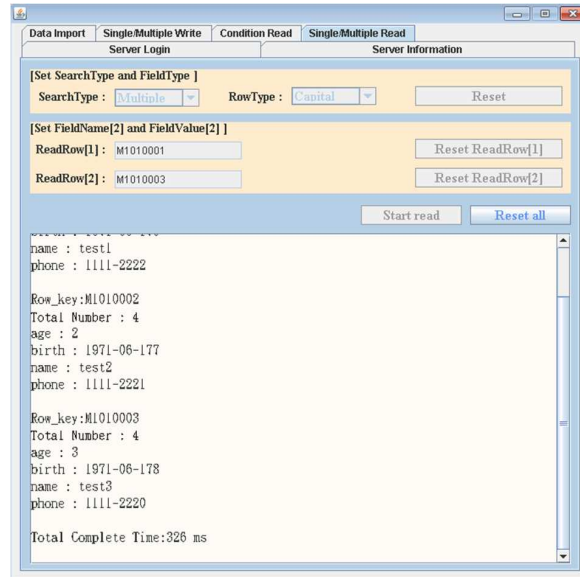 Data Import Single/Multiple Write Condition Read Single/Multiple Read
Server Login Server Information
[Set SearchType and FieldType ]
SearchType : Multiple RowType : Capital Reset
[Set FieldName[2] and FieldValue[2] ]
ReadRow[1] : M1010001 Reset ReadRow[1]
ReadRow[2] : M1010003 Reset ReadRow[2]
Start read Reset all
name : test1
phone : 1111-2222
Row_key:M1010002
Total Number : 4
age : 2
birth : 1971-06-177
name : test2
phone : 1111-2221
Row_key:M1010003
Total Number : 4
age : 3
birth : 1971-06-178
name : test3
phone : 1111-2220
Total Complete Time:326 ms